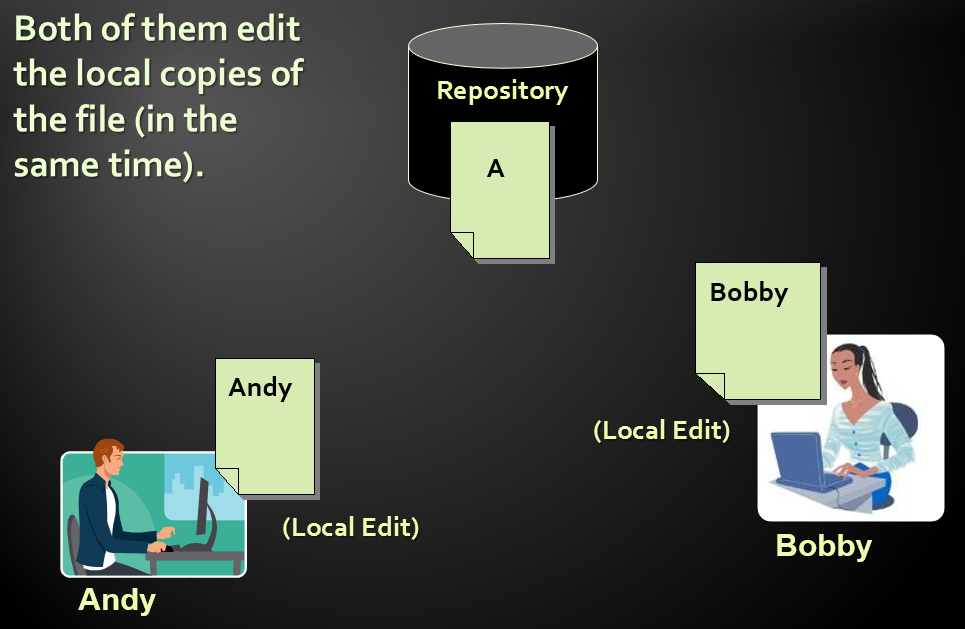 Both of them edit
the local copies of
the file (in the
same time).
Repository
A
Bobby
Andy
(Local Edit)
(Local Edit)
Bobby
Andy